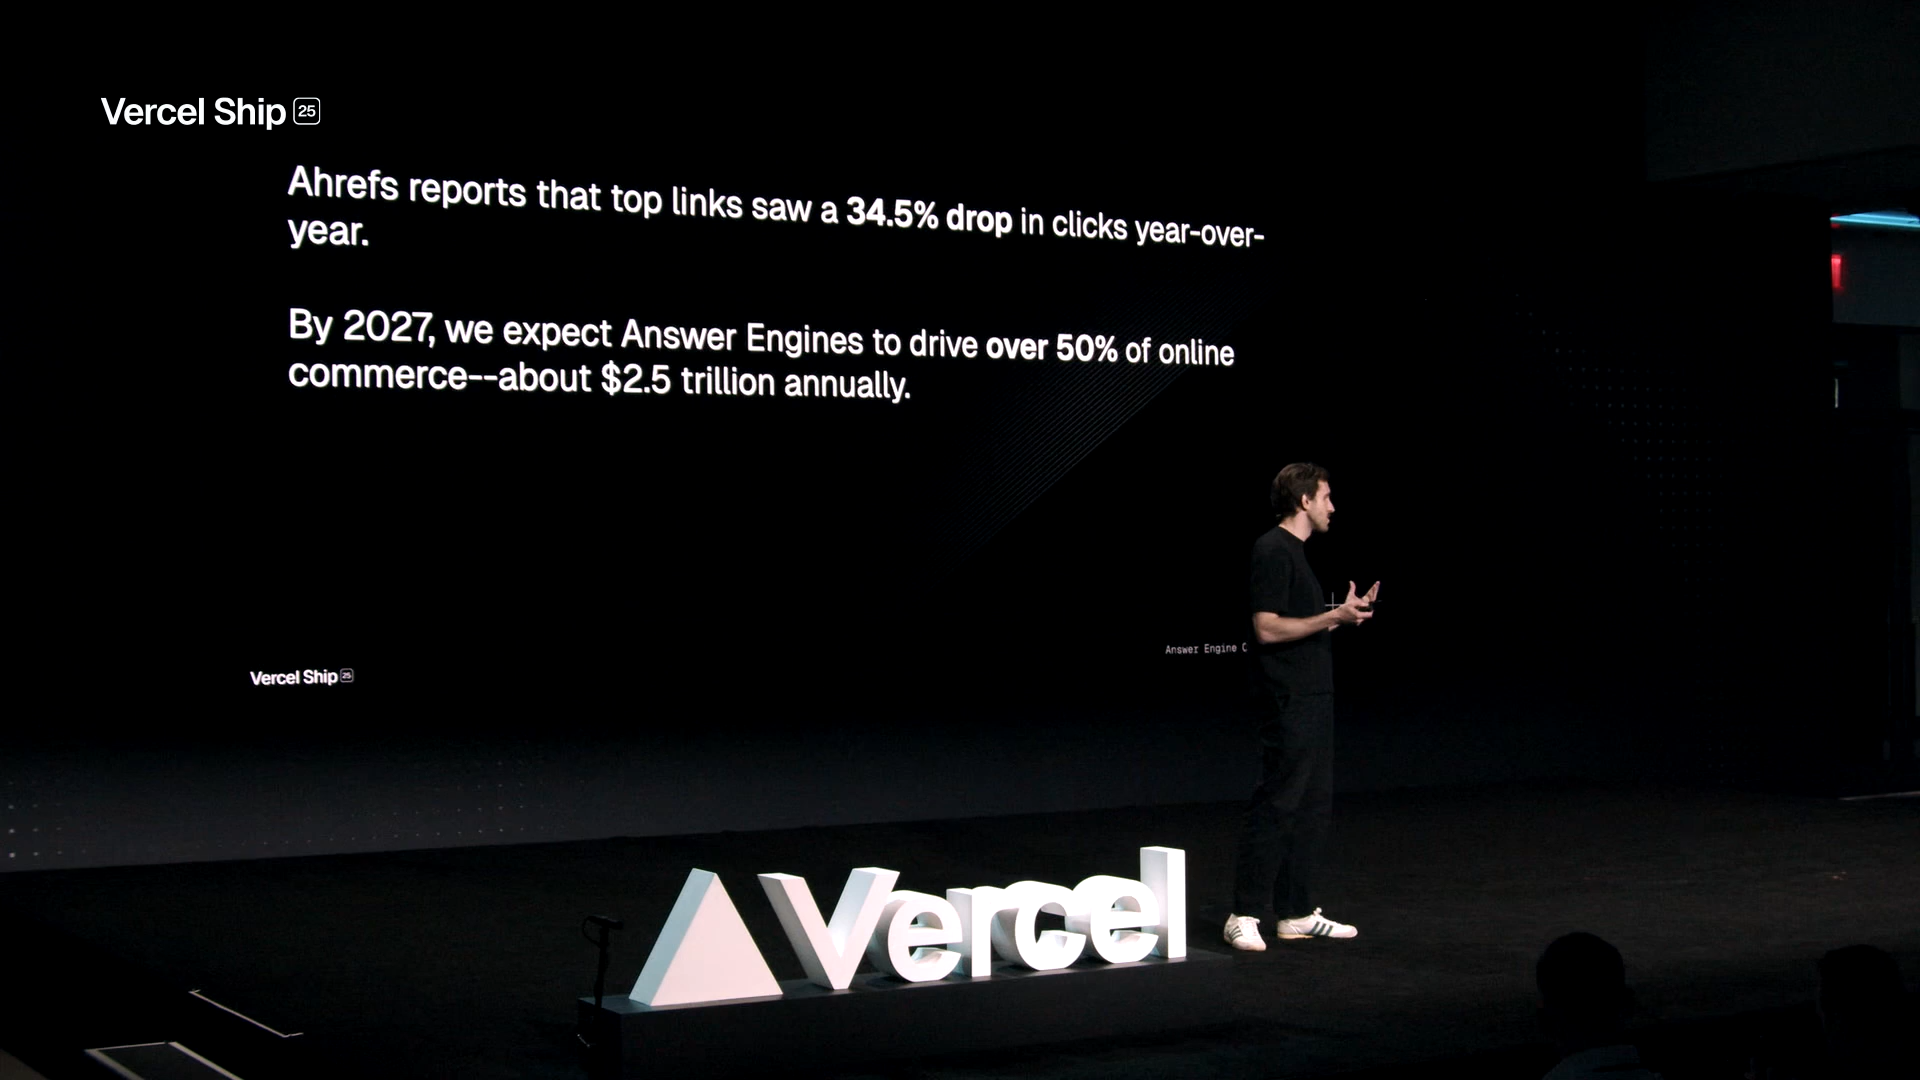 Vercel Ship 25
Ahrefs reports that top links saw a 34.5% drop in clicks year-over-
year.
By 2027, we expect Answer Engines to drive over 50% of online
commerce--about $2.5 trillion annually.
Answer Engine C
Vercel Ship 25
Vercel